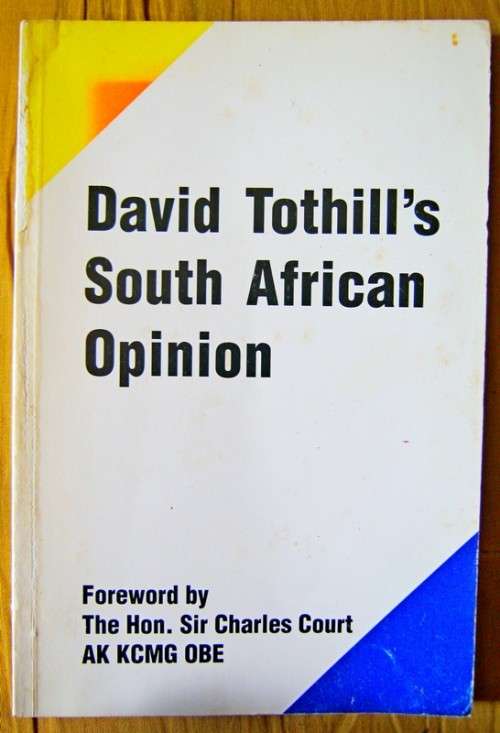 David Tothill's
South African
Opinion
Foreword by
The Hon. Sir Charles Court
AK KCMG OBE